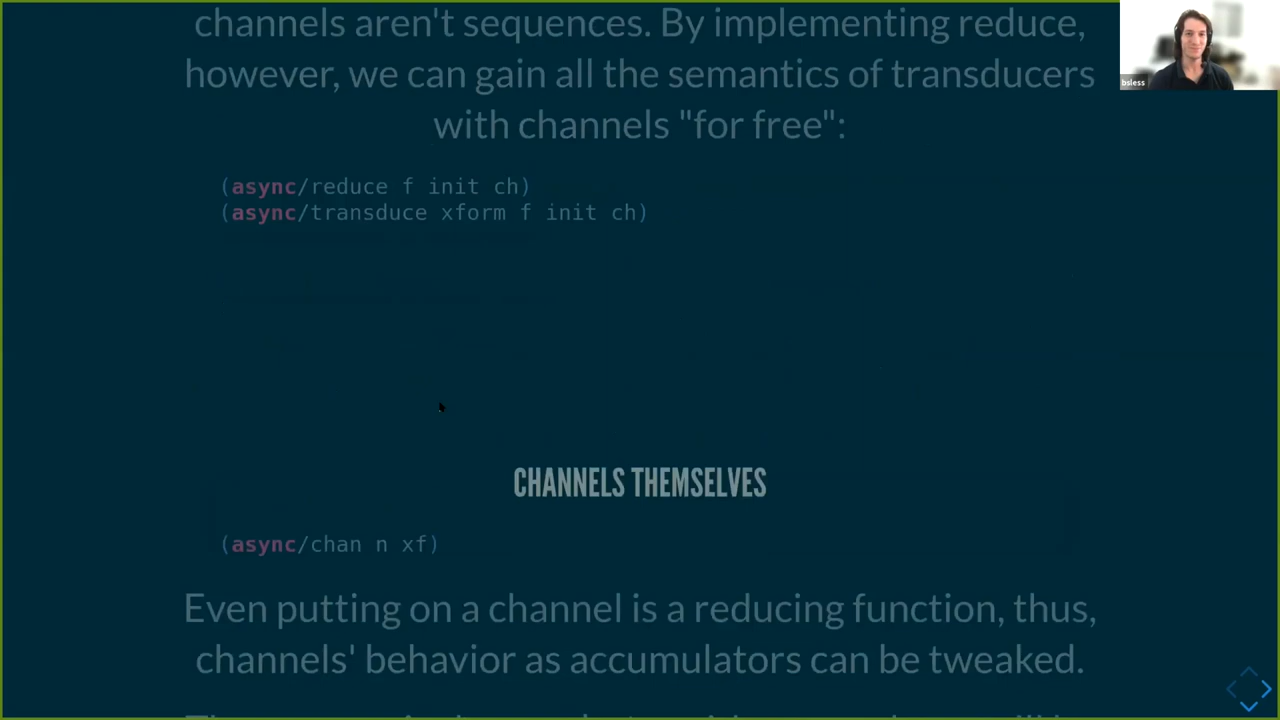 channels aren't sequences. By implementing reduce,
however, we can gain all the semantics of transducers
with channels "for free":
bsless
(async/reduce f init ch)
(async/transduce xform f init ch)
CHANNELS THEMSELVES
(async/chan n xf)
Even putting on a channel is a reducing function, thus,
channels' behavior as accumulators can be tweaked.